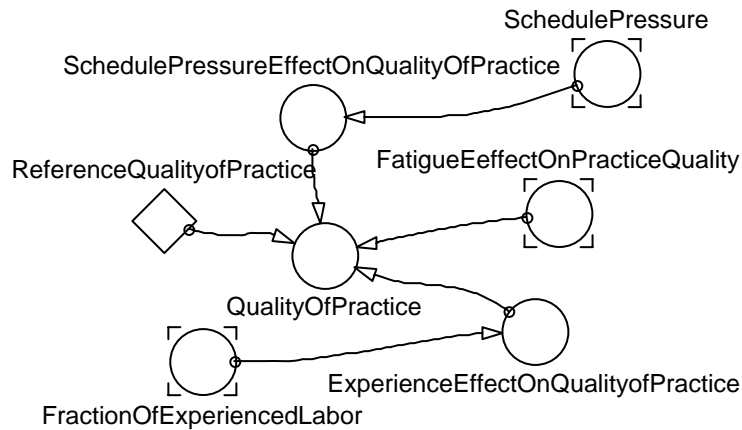 SchedulePressure
SchedulePressureEffectOnQualityOfPractice
ReferenceQualityofPractice
FatigueEeffectOnPracticeQuality
QualityOfPractice
ExperienceEffectOnQualityofPractice
FractionOfExperiencedLabor